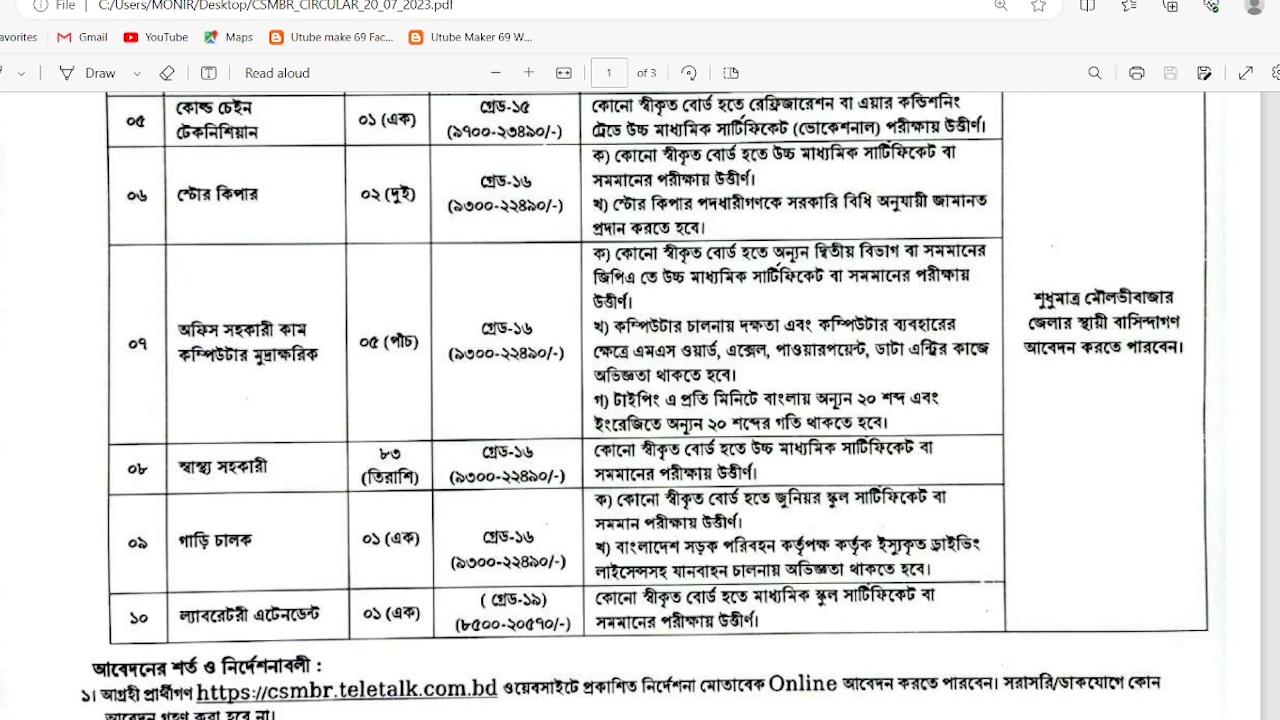 File | C:/Users/MONIR/Desktop/CSMBR_CIRCULAR_20_07_2023.pdf
avorites Gmail YouTube Maps Utube make 69 Fac... Utube Maker 69 W...
Draw Read aloud 1 of 3
০৫
কোল্ড চেইন
টেকনিশিয়ান
০১ (এক)
গ্রেড-১৫
(৯৭০০-২৩৪৯০/-)
কোনো স্বীকৃত বোর্ড হতে রেফ্রিজারেশন বা এয়ার কন্ডিশনিং
ট্রেডে উচ্চ মাধ্যমিক সার্টিফিকেট (ভোকেশনাল) পরীক্ষায় উত্তীর্ণ।
০৬
স্টোর কিপার
০২ (দুই)
গ্রেড-১৬
(৯৩০০-২২৪৯০/-)
ক) কোনো স্বীকৃত বোর্ড হতে উচ্চ মাধ্যমিক সার্টিফিকেট বা
সমমানের পরীক্ষায় উত্তীর্ণ।
খ) স্টোর কিপার পদধারীগণকে সরকারি বিধি অনুযায়ী জামানত
প্রদান করতে হবে।
০৭
অফিস সহকারী কাম
কম্পিউটার মুদ্রাক্ষরিক
০৫ (পাঁচ)
গ্রেড-১৬
(৯৩০০-২২৪৯০/-)
ক) কোনো স্বীকৃত বোর্ড হতে অন্যূন দ্বিতীয় বিভাগ বা সমমানের
জিপিএ তে উচ্চ মাধ্যমিক সার্টিফিকেট বা সমমানের পরীক্ষায়
উত্তীর্ণ।
খ) কম্পিউটার চালনায় দক্ষতা এবং কম্পিউটার ব্যবহারের
ক্ষেত্রে এমএস ওয়ার্ড, এক্সেল, পাওয়ারপয়েন্ট, ডাটা এন্ট্রির কাজে
অভিজ্ঞতা থাকতে হবে।
গ) টাইপিং এ প্রতি মিনিটে বাংলায় অন্যূন ২০ শব্দ এবং
ইংরেজিতে অন্যূন ২০ শব্দের গতি থাকতে হবে।
০৮
স্বাস্থ্য সহকারী
৮৩
(তিরাশি)
গ্রেড-১৬
(৯৩০০-২২৪৯০/-)
কোনো স্বীকৃত বোর্ড হতে উচ্চ মাধ্যমিক সার্টিফিকেট বা
সমমানের পরীক্ষায় উত্তীর্ণ।
০৯
গাড়ি চালক
০১ (এক)
গ্রেড-১৬
(৯৩০০-২২৪৯০/-)
ক) কোনো স্বীকৃত বোর্ড হতে জুনিয়র স্কুল সার্টিফিকেট বা
সমমান পরীক্ষায় উত্তীর্ণ।
খ) বাংলাদেশ সড়ক পরিবহন কর্তৃপক্ষ কর্তৃক ইস্যুকৃত ড্রাইভিং
লাইসেন্সসহ যানবাহন চালনায় অভিজ্ঞতা থাকতে হবে।
১০
ল্যাবরেটরী এটেনডেন্ট
০১ (এক)
( গ্রেড-১৯)
(৮৫০০-২০৫৭০/-)
কোনো স্বীকৃত বোর্ড হতে মাধ্যমিক স্কুল সার্টিফিকেট বা
সমমানের পরীক্ষায় উত্তীর্ণ।
শুধুমাত্র মৌলভীবাজার
জেলার স্থায়ী বাসিন্দাগণ
আবেদন করতে পারবেন।
আবেদনের শর্ত ও নির্দেশনাবলী :
১। আগ্রহী প্রার্থীগণ https://csmbr.teletalk.com.bd ওয়েবসাইটে প্রকাশিত নির্দেশনা মোতাবেক Online আবেদন করতে পারবেন। সরাসরি/ডাকযোগে কোন
আবেদন গ্রহণ করা হবে না।